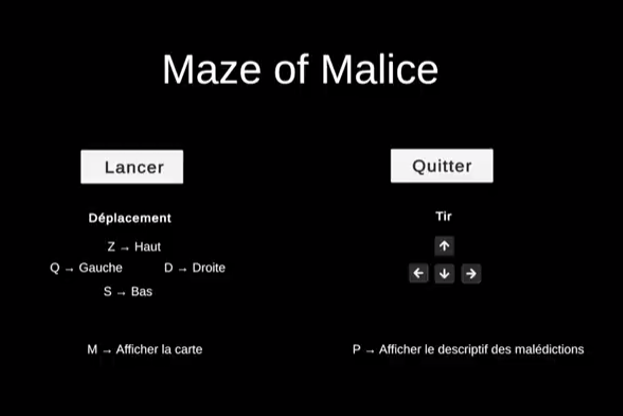 Maze of Malice
Lancer
Quitter
Déplacement
Tir
Z → Haut
Q → Gauche
D → Droite
S → Bas
M → Afficher la carte
P → Afficher le descriptif des malédictions